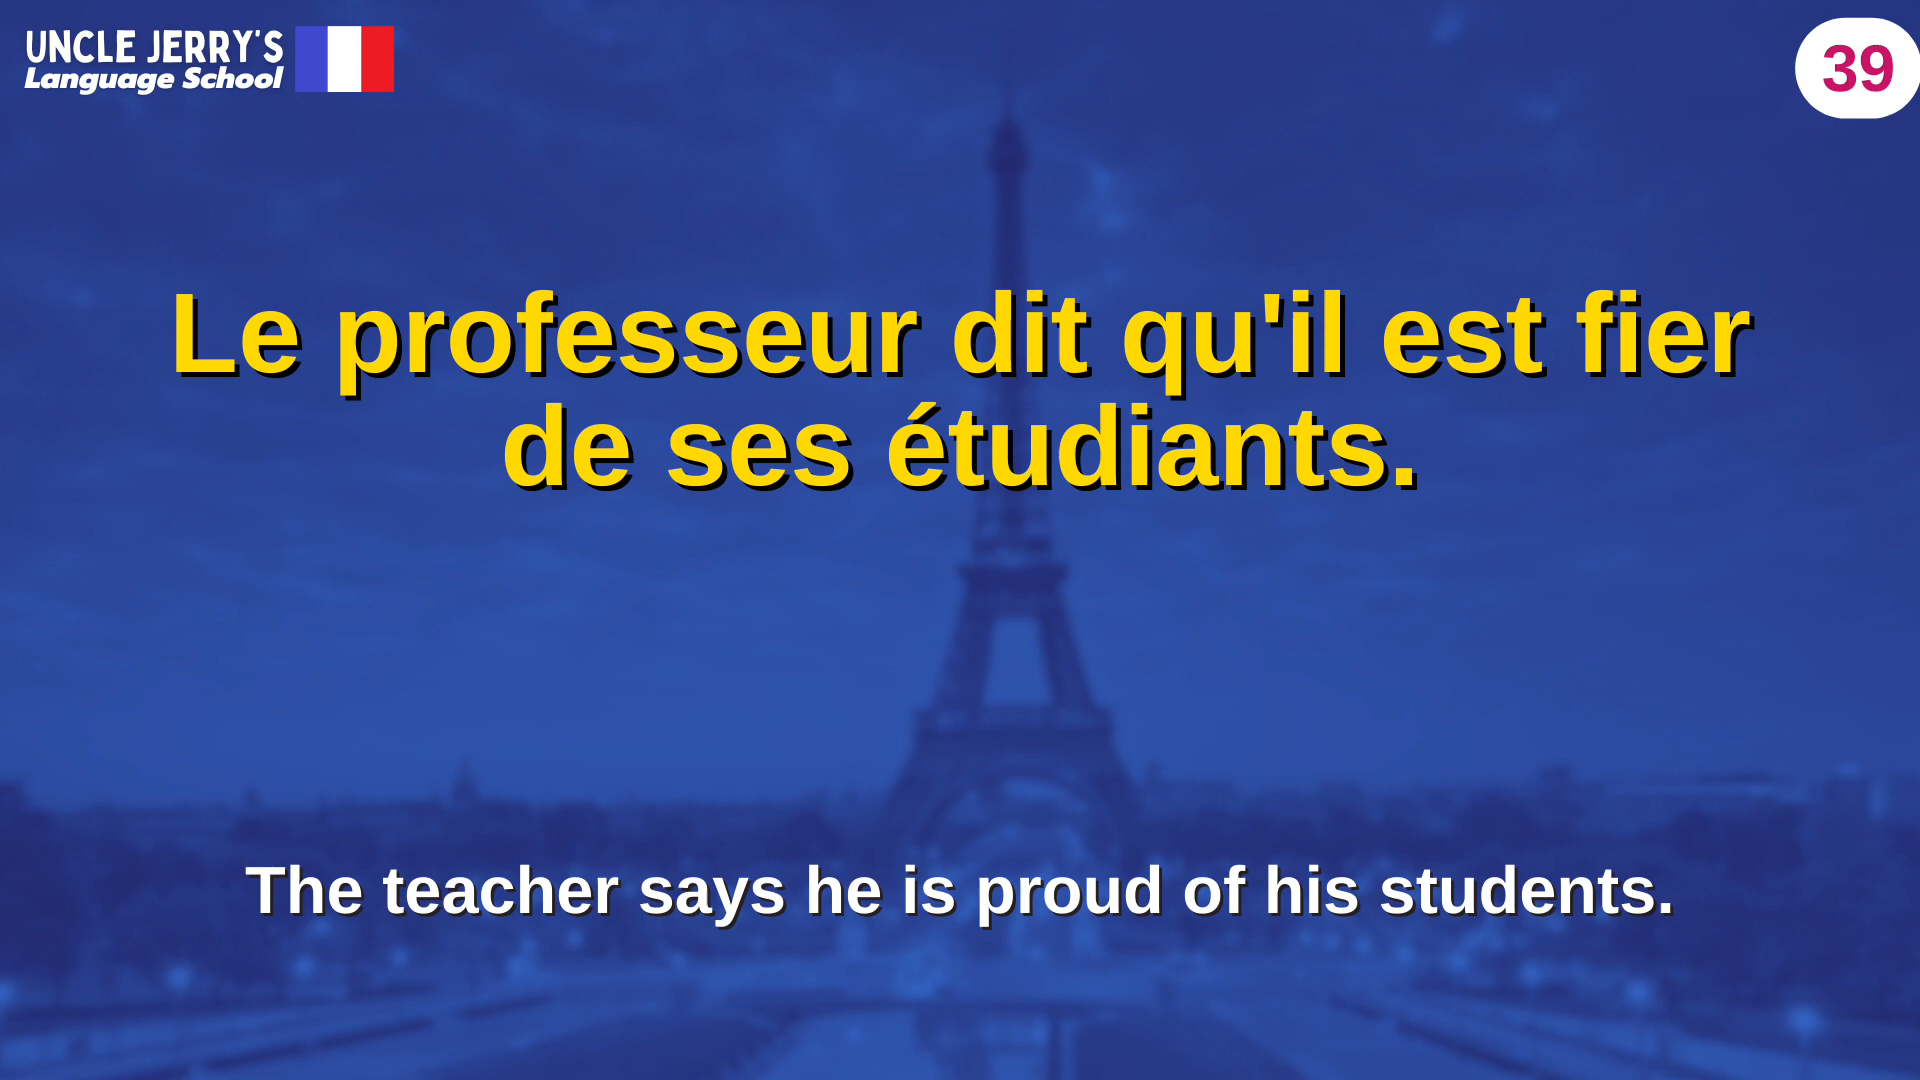 UNCLE JERRY'S
Language School
39
Le professeur dit qu'il est fier
de ses étudiants.
The teacher says he is proud of his students.